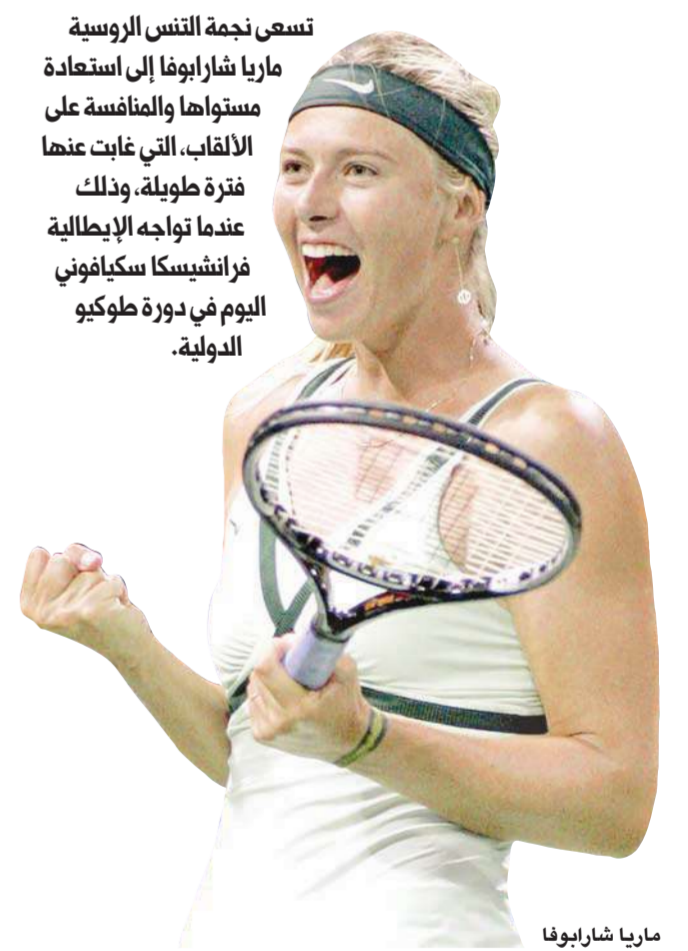 تسعى نجمة التنس الروسية
ماريا شارابوفا إلى استعادة
مستواها والمنافسة على
الألقاب، التي غابت عنها
فترة طويلة، وذلك
عندما تواجه الإيطالية
فرانشيسكا سكيافوني
اليوم في دورة طوكيو
الدولية.
ماريا شارابوفا